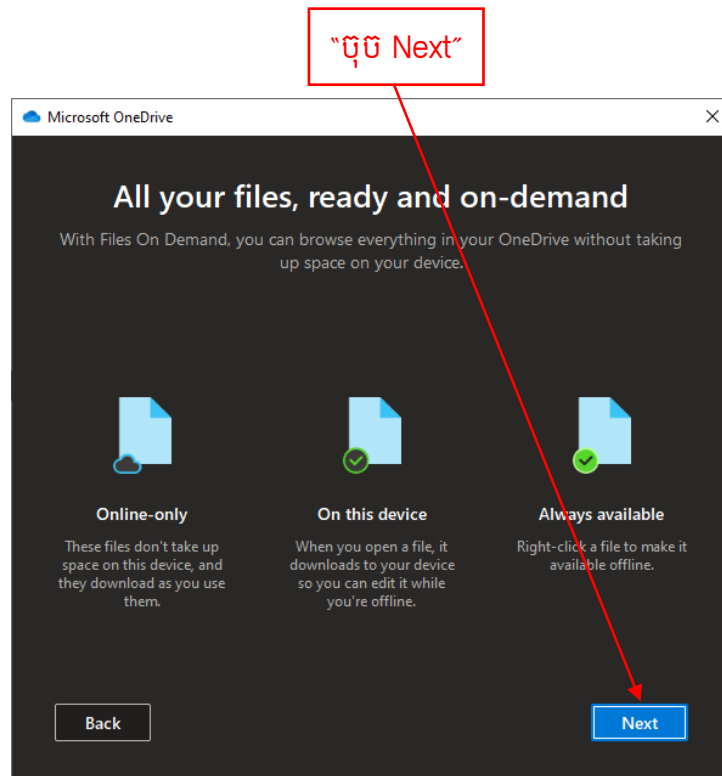 “ចុច Next”
Microsoft OneDrive
All your files, ready and on-demand
With Files On Demand, you can browse everything in your OneDrive without taking
up space on your device.
Online-only
These files don't take up
space on this device, and
they download as you use
them.
On this device
When you open a file, it
downloads to your device
so you can edit it while
you're offline.
Always available
Right-click a file to make it
available offline.
Back
Next